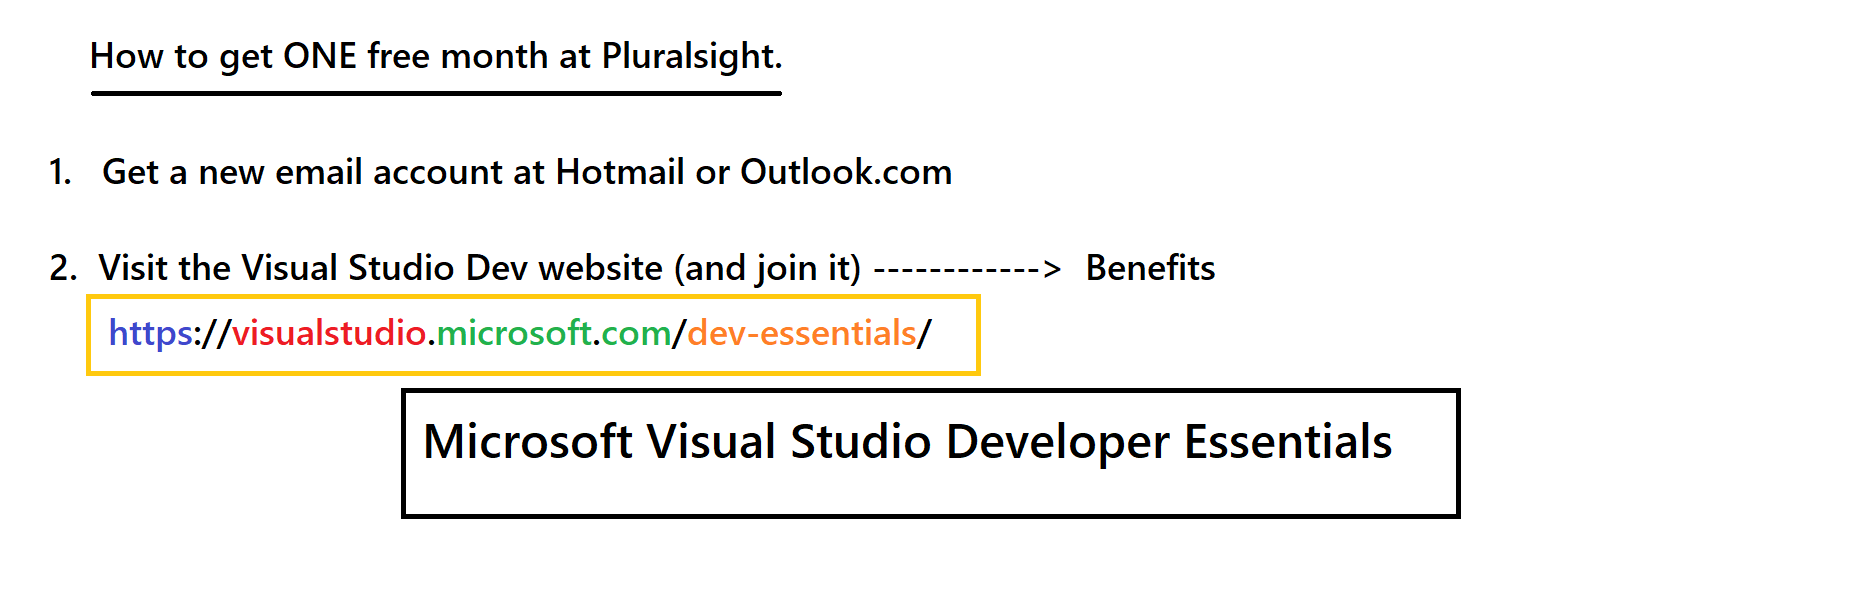 How to get ONE free month at Pluralsight.
1. Get a new email account at Hotmail or Outlook.com
2. Visit the Visual Studio Dev website (and join it) ------------> Benefits
https://visualstudio.microsoft.com/dev-essentials/
Microsoft Visual Studio Developer Essentials